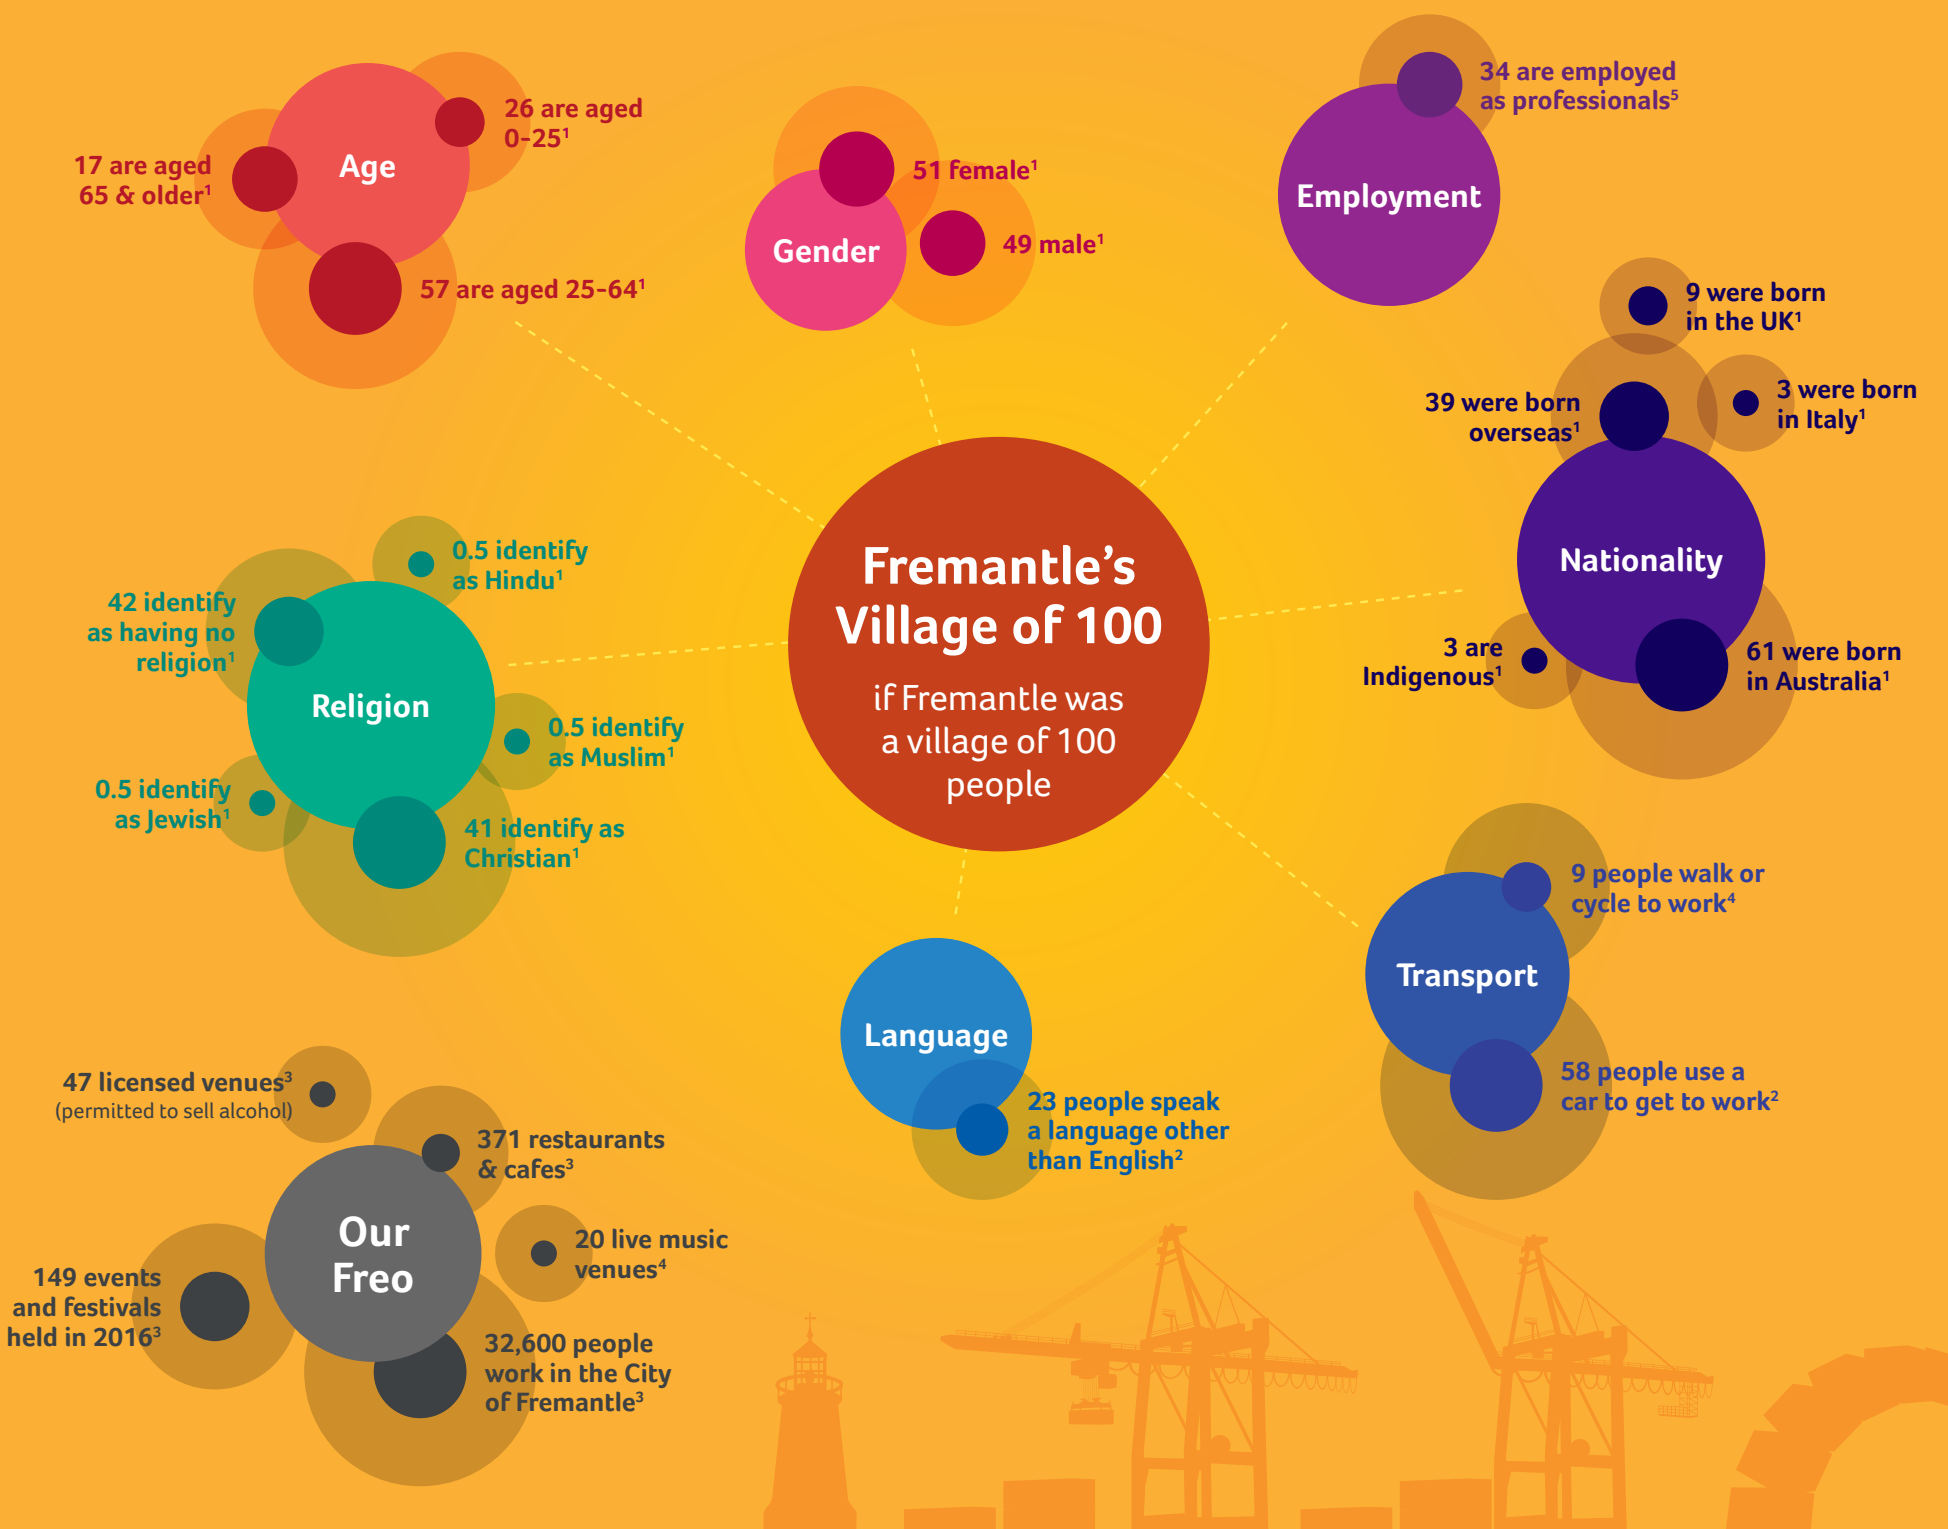 26 are aged
0-25¹
17 are aged
65 & older¹
Age
57 are aged 25-64¹
51 female¹
Gender
49 male¹
34 are employed
as professionals⁵
Employment
9 were born
in the UK¹
39 were born
overseas¹
3 were born
in Italy¹
Nationality
3 are
Indigenous¹
61 were born
in Australia¹
Fremantle’s
Village of 100
if Fremantle was
a village of 100
people
0.5 identify
as Hindu¹
42 identify
as having no
religion¹
Religion
0.5 identify
as Muslim¹
0.5 identify
as Jewish¹
41 identify as
Christian¹
9 people walk or
cycle to work⁴
Transport
58 people use a
car to get to work²
Language
23 people speak
a language other
than English²
47 licensed venues³
(permitted to sell alcohol)
371 restaurants
& cafes³
Our
Freo
20 live music
venues⁴
149 events
and festivals
held in 2016³
32,600 people
work in the City
of Fremantle³